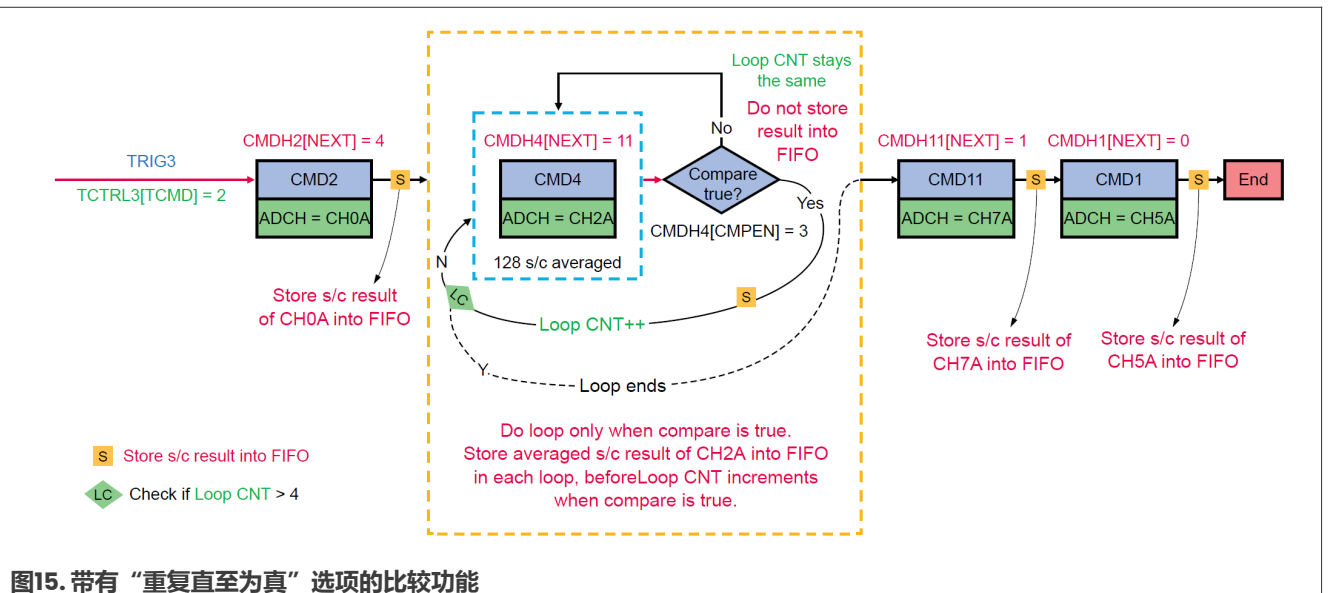 TRIG3
TCTRL3[TCMD] = 2
CMDH2[NEXT] = 4
CMD2
ADCH = CH0A
S
Store s/c result
of CH0A into FIFO
CMDH4[NEXT] = 11
CMD4
ADCH = CH2A
128 s/c averaged
No
Compare
true?
Yes
CMDH4[CMPEN] = 3
Loop CNT stays
the same
Do not store
result into
FIFO
N
LC
S
Loop CNT++
Y
Loop ends
Do loop only when compare is true.
Store averaged s/c result of CH2A into FIFO
in each loop, beforeLoop CNT increments
when compare is true.
CMDH11[NEXT] = 1
CMD11
ADCH = CH7A
S
Store s/c result of
CH7A into FIFO
CMDH1[NEXT] = 0
CMD1
ADCH = CH5A
S
Store s/c result of
CH5A into FIFO
End
S Store s/c result into FIFO
LC Check if Loop CNT > 4
图15. 带有“重复直至为真”选项的比较功能